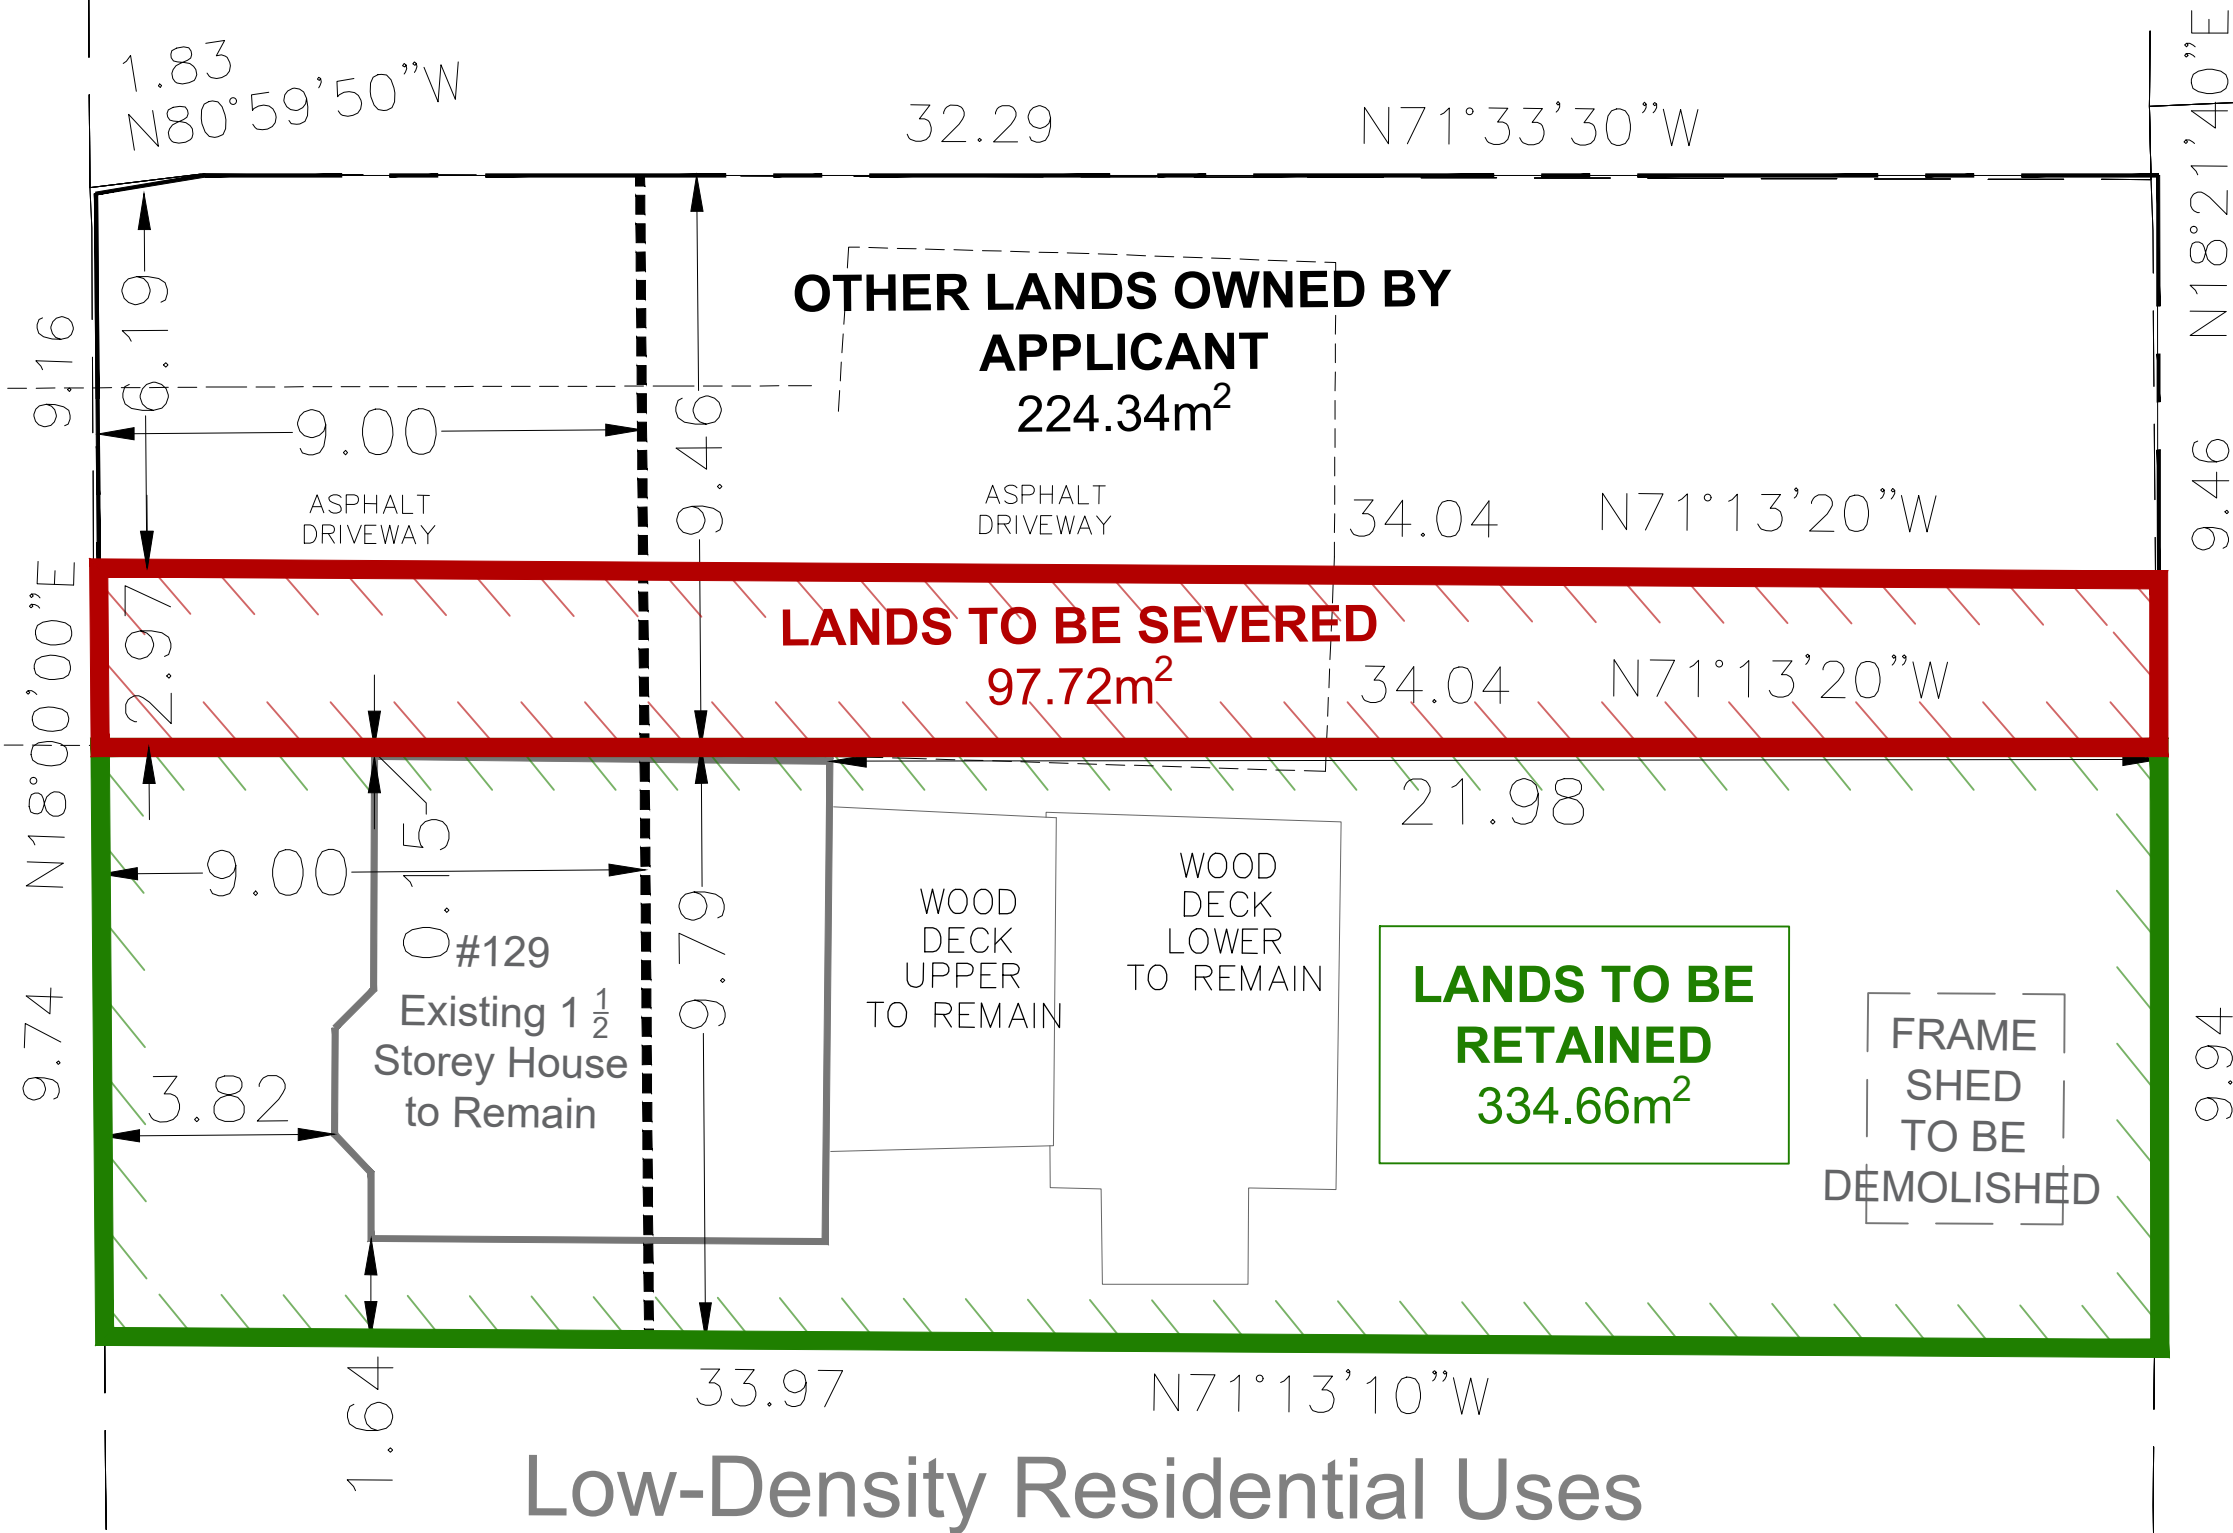 1.83
N80°59'50"W
32.29
N71°33'30"W
N18°21'40"E
9.16
6.19
OTHER LANDS OWNED BY
APPLICANT
224.34m²
9.00
9.46
9.46
ASPHALT
DRIVEWAY
ASPHALT
DRIVEWAY
34.04
N71°13'20"W
N18°00'00"E
2.97
LANDS TO BE SEVERED
97.72m²
34.04
N71°13'20"W
21.98
9.00
0.15
9.79
#129
Existing 1 ½
Storey House
to Remain
WOOD
DECK
UPPER
TO REMAIN
WOOD
DECK
LOWER
TO REMAIN
LANDS TO BE
RETAINED
334.66m²
FRAME
SHED
TO BE
DEMOLISHED
9.74
3.82
9.94
1.64
33.97
N71°13'10"W
Low-Density Residential Uses